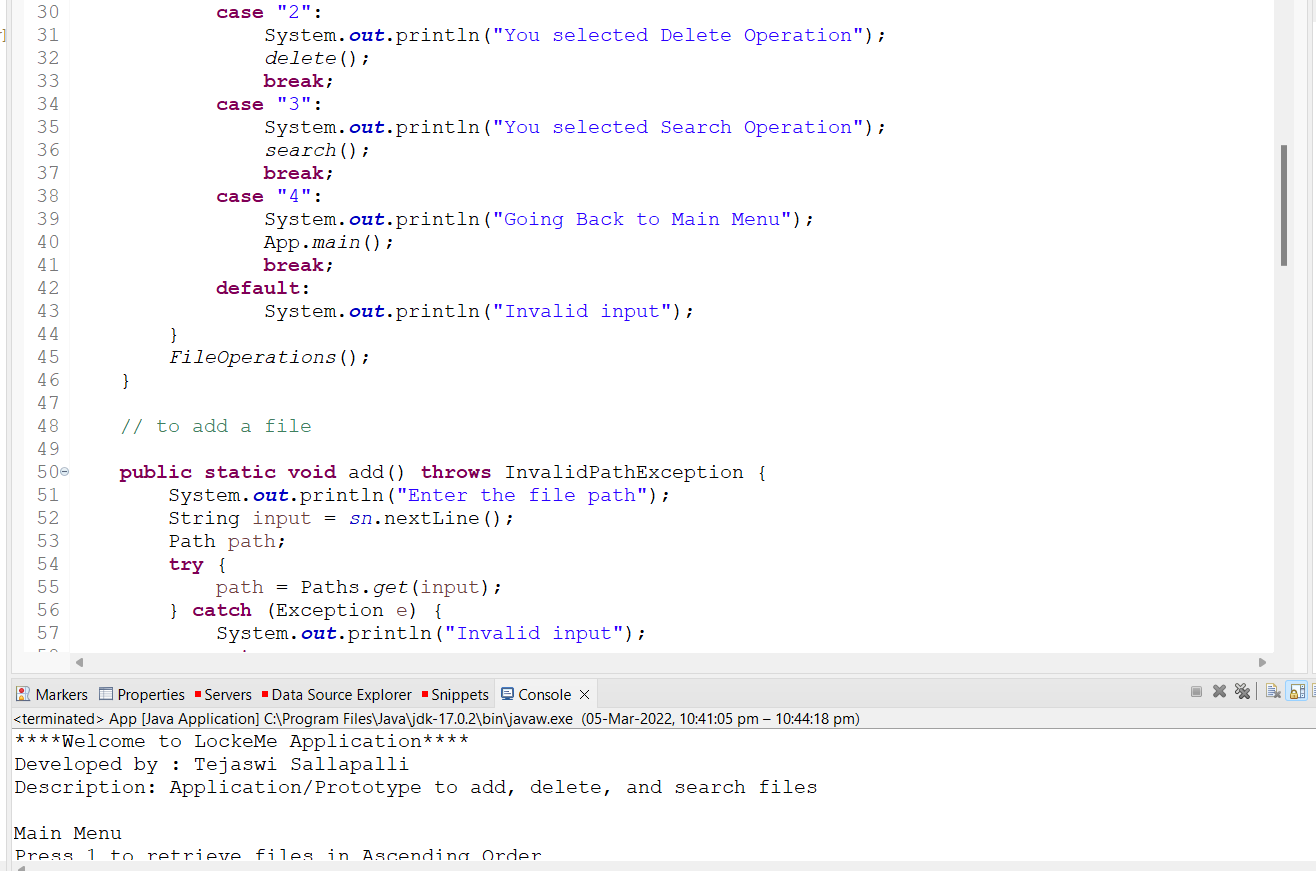 30 case "2":
31 System.out.println("You selected Delete Operation");
32 delete();
33 break;
34 case "3":
35 System.out.println("You selected Search Operation");
36 search();
37 break;
38 case "4":
39 System.out.println("Going Back to Main Menu");
40 App.main();
41 break;
42 default:
43 System.out.println("Invalid input");
44 }
45 FileOperations();
46 }
47
48 // to add a file
49
50 public static void add() throws InvalidPathException {
51 System.out.println("Enter the file path");
52 String input = sn.nextLine();
53 Path path;
54 try {
55 path = Paths.get(input);
56 } catch (Exception e) {
57 System.out.println("Invalid input");
Markers Properties Servers Data Source Explorer Snippets Console
<terminated> App [Java Application] C:\Program Files\Java\jdk-17.0.2\bin\javaw.exe (05-Mar-2022, 10:41:05 pm – 10:44:18 pm)
****Welcome to LockeMe Application****
Developed by : Tejaswi Sallapalli
Description: Application/Prototype to add, delete, and search files
Main Menu
Press 1 to retrieve files in Ascending Order